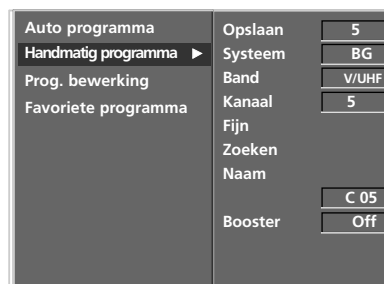 Auto programma
Handmatig programma ►
Prog. bewerking
Favoriete programma
Opslaan 5
Systeem BG
Band V/UHF
Kanaal 5
Fijn
Zoeken
Naam
C 05
Booster Off